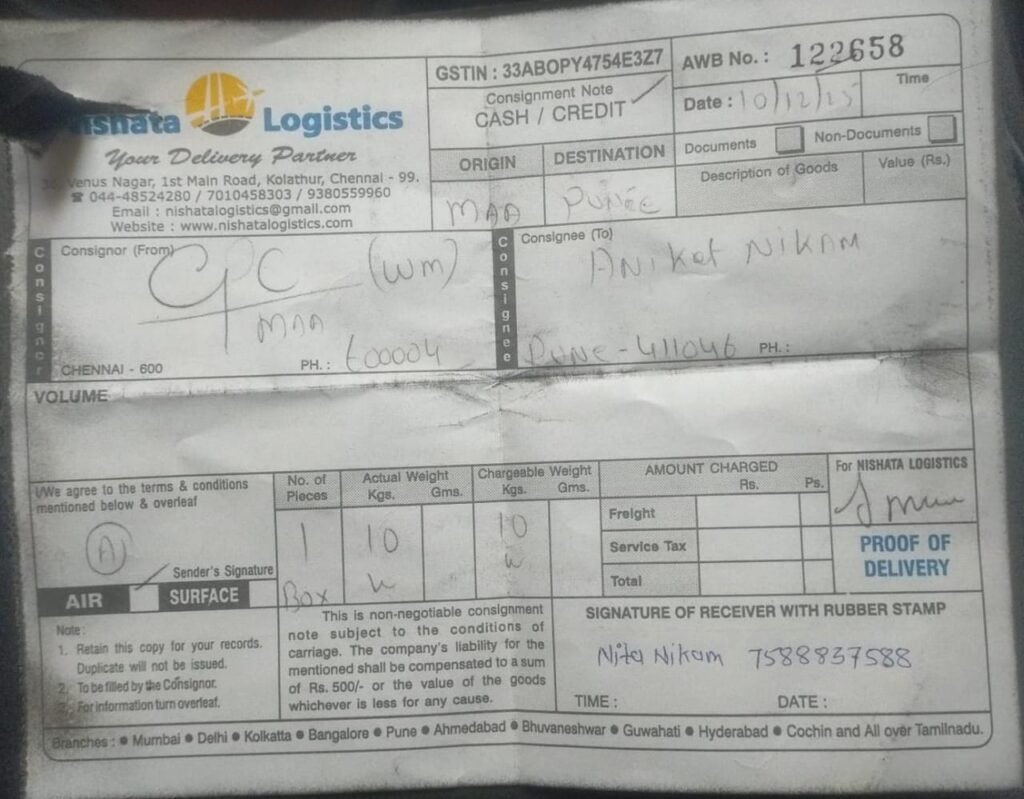 GSTIN : 33ABOPY4754E3Z7
AWB No. : 122658
Nishata Logistics
Your Delivery Partner
Venus Nagar, 1st Main Road, Kolathur, Chennai - 99.
☎ 044-48524280 / 7010458303 / 9380559960
Email : nishatalogistics@gmail.com
Website : www.nishatalogistics.com
Consignment Note
CASH / CREDIT ✓
Date : 10/12/25
Time
ORIGIN DESTINATION
MAA PUNE
Documents Non-Documents
Description of Goods Value (Rs.)
Consignor
Consignor (From)
CPC (WM)
MAA
CHENNAI - 600 PH. : 600004
Consignee
Consignee (To)
ANiket NIKAM
PUNE - 411046 PH. :
VOLUME
I/We agree to the terms & conditions
mentioned below & overleaf
A
Sender's Signature
AIR ✓ SURFACE
No. of Pieces
1
Box
Actual Weight
Kgs. Gms.
10
Chargeable Weight
Kgs. Gms.
10
AMOUNT CHARGED
Rs. Ps.
Freight
Service Tax
Total
For NISHATA LOGISTICS
PROOF OF
DELIVERY
Note :
1. Retain this copy for your records.
Duplicate will not be issued.
2. To be filled by the Consignor.
3. For information turn overleaf.
This is non-negotiable consignment
note subject to the conditions of
carriage. The company's liability for the
mentioned shall be compensated to a sum
of Rs. 500/- or the value of the goods
whichever is less for any cause.
SIGNATURE OF RECEIVER WITH RUBBER STAMP
Nita Nikam 7588837588
TIME : DATE :
Branches : ● Mumbai ● Delhi ● Kolkatta ● Bangalore ● Pune ● Ahmedabad ● Bhuvaneshwar ● Guwahati ● Hyderabad ● Cochin and All over Tamilnadu.